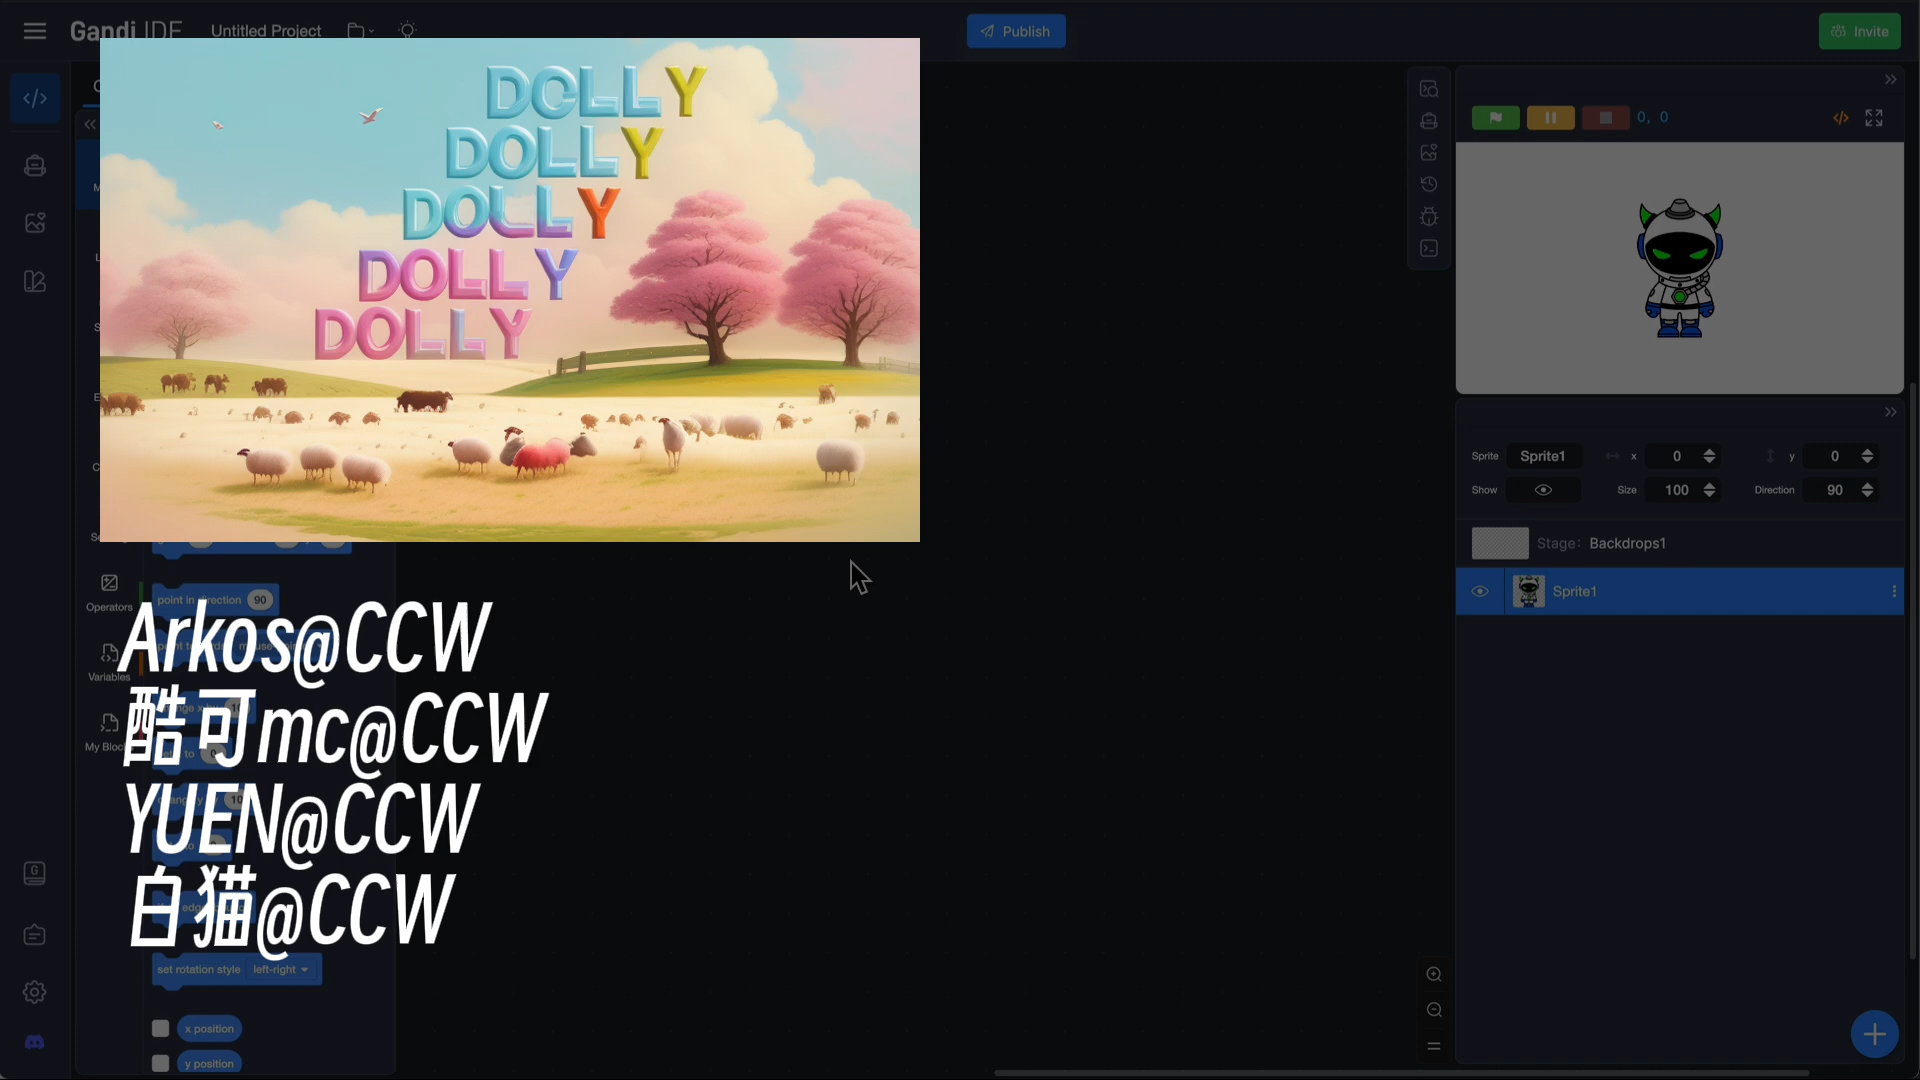 Gandi IDE
Untitled Project
Publish
Invite
DOLLY
DOLLY
DOLLY
DOLLY
DOLLY
0, 0
Sprite Sprite1 x 0 y 0
Show Size 100 Direction 90
Stage: Backdrops1
Sprite1
Operators
Variables
point in direction 90
Arkos@CCW
酷可mc@CCW
YUEN@CCW
白猫@CCW
set rotation style left-right
x position
y position